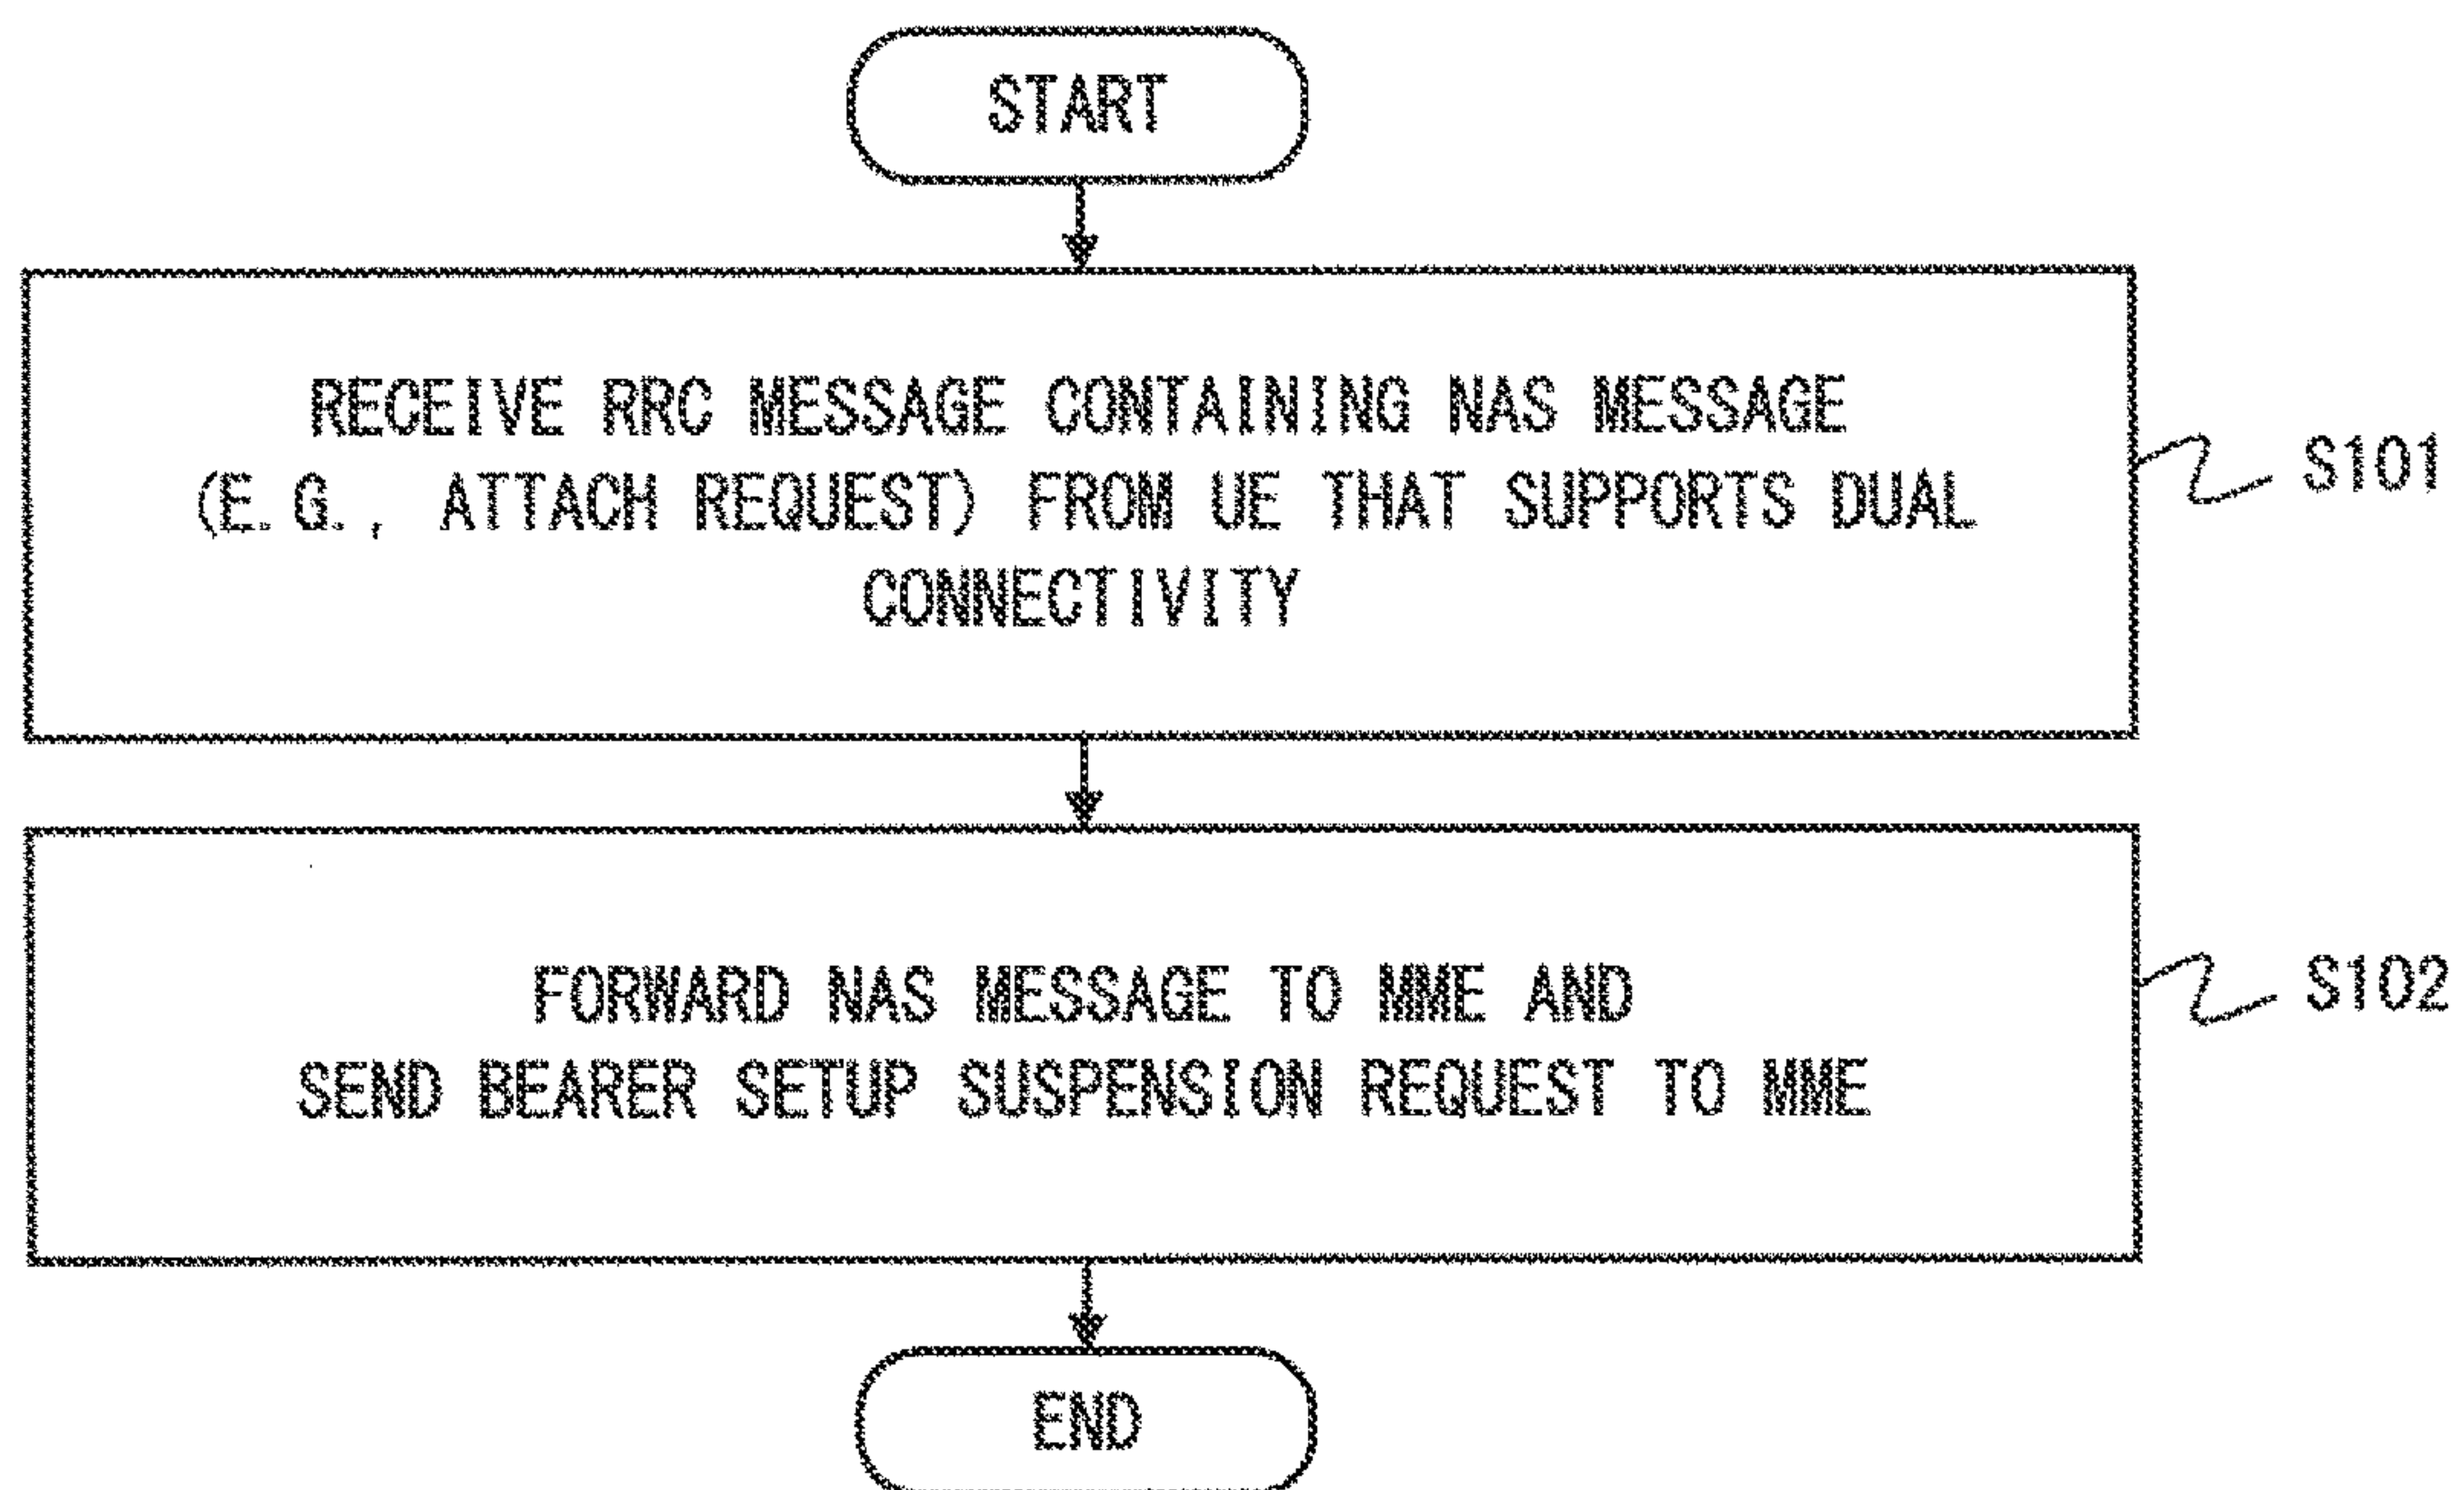 START
RECEIVE RRC MESSAGE CONTAINING NAS MESSAGE
(E.G., ATTACH REQUEST) FROM UE THAT SUPPORTS DUAL
CONNECTIVITY
S101
FORWARD NAS MESSAGE TO MME AND
SEND BEARER SETUP SUSPENSION REQUEST TO MME
S102
END